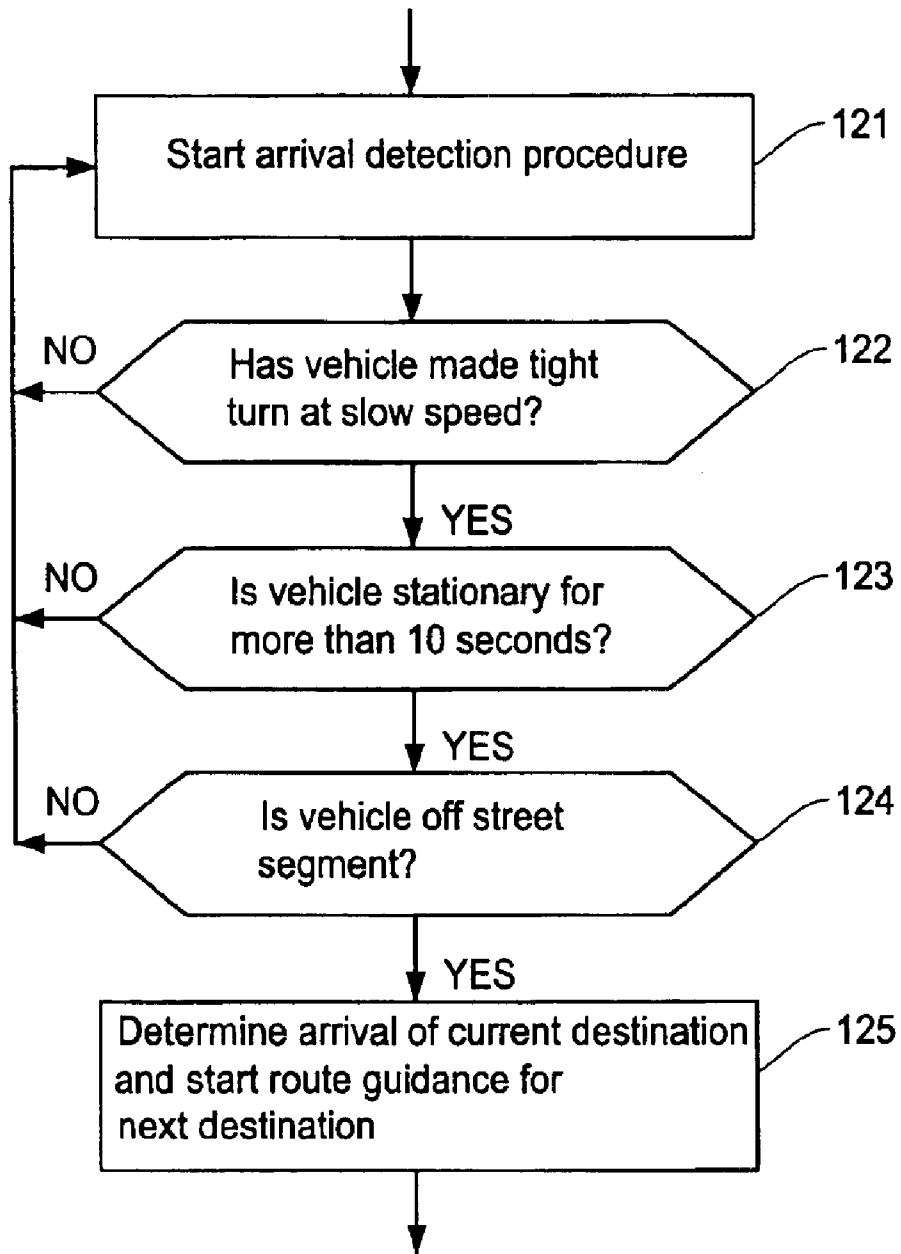 Start arrival detection procedure
121
Has vehicle made tight
turn at slow speed?
122
NO
YES
Is vehicle stationary for
more than 10 seconds?
123
NO
YES
Is vehicle off street
segment?
124
NO
YES
Determine arrival of current destination
and start route guidance for
next destination
125